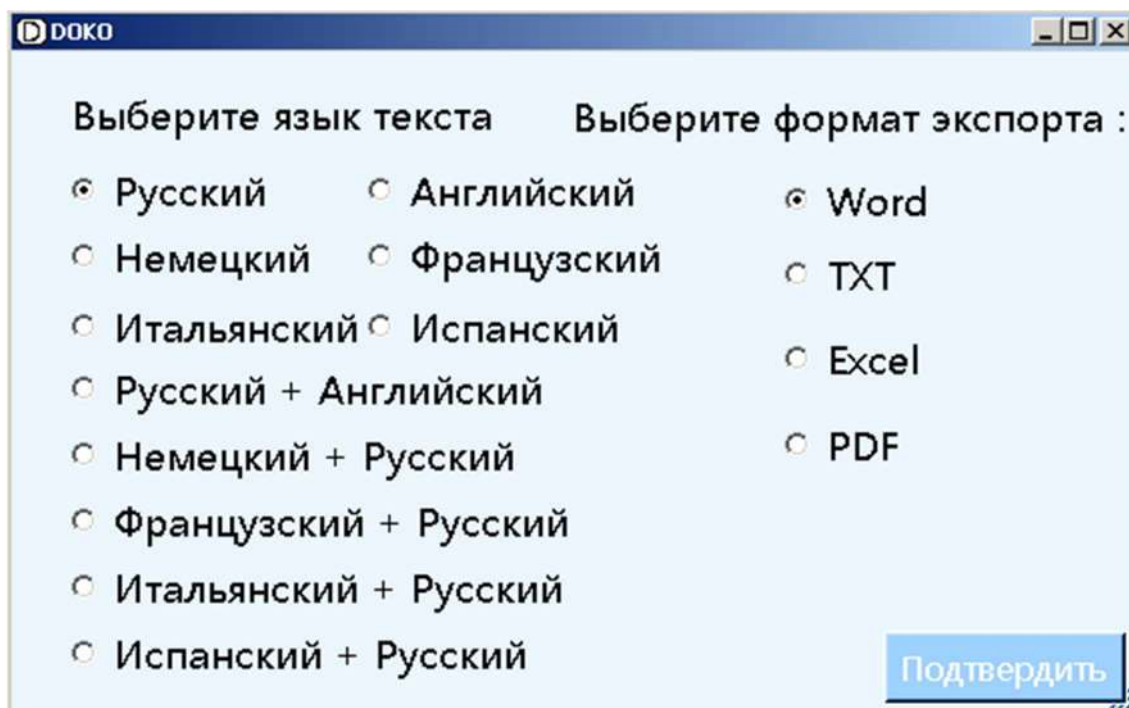 DOKO
Выберите язык текста
Русский Английский
Немецкий Французский
Итальянский Испанский
Русский + Английский
Немецкий + Русский
Французский + Русский
Итальянский + Русский
Испанский + Русский
Выберите формат экспорта :
Word
TXT
Excel
PDF
Подтвердить